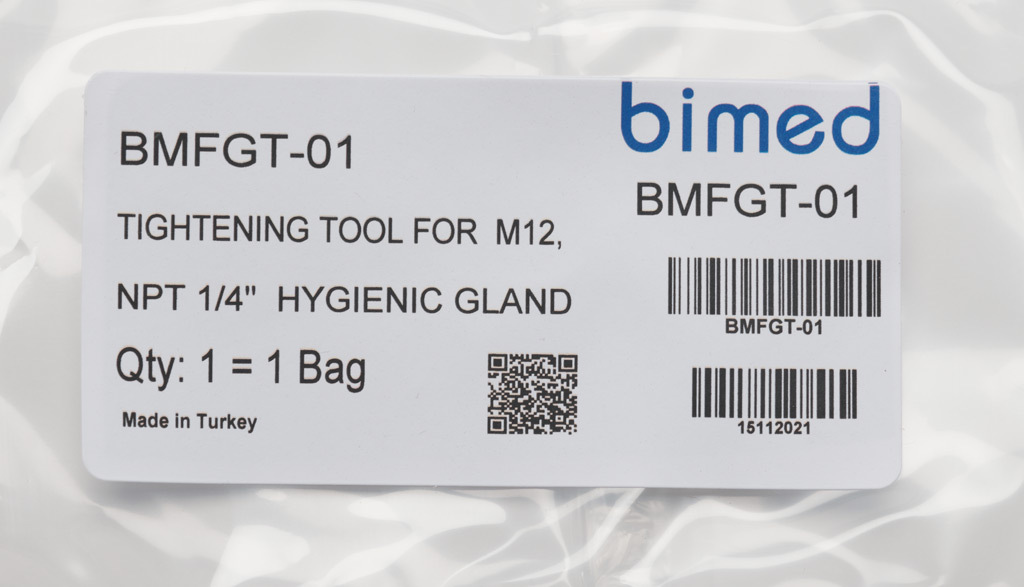 BMFGT-01
TIGHTENING TOOL FOR  M12,
NPT 1/4"  HYGIENIC GLAND
Qty: 1 = 1 Bag
Made in Turkey
bimed
BMFGT-01
BMFGT-01
15112021